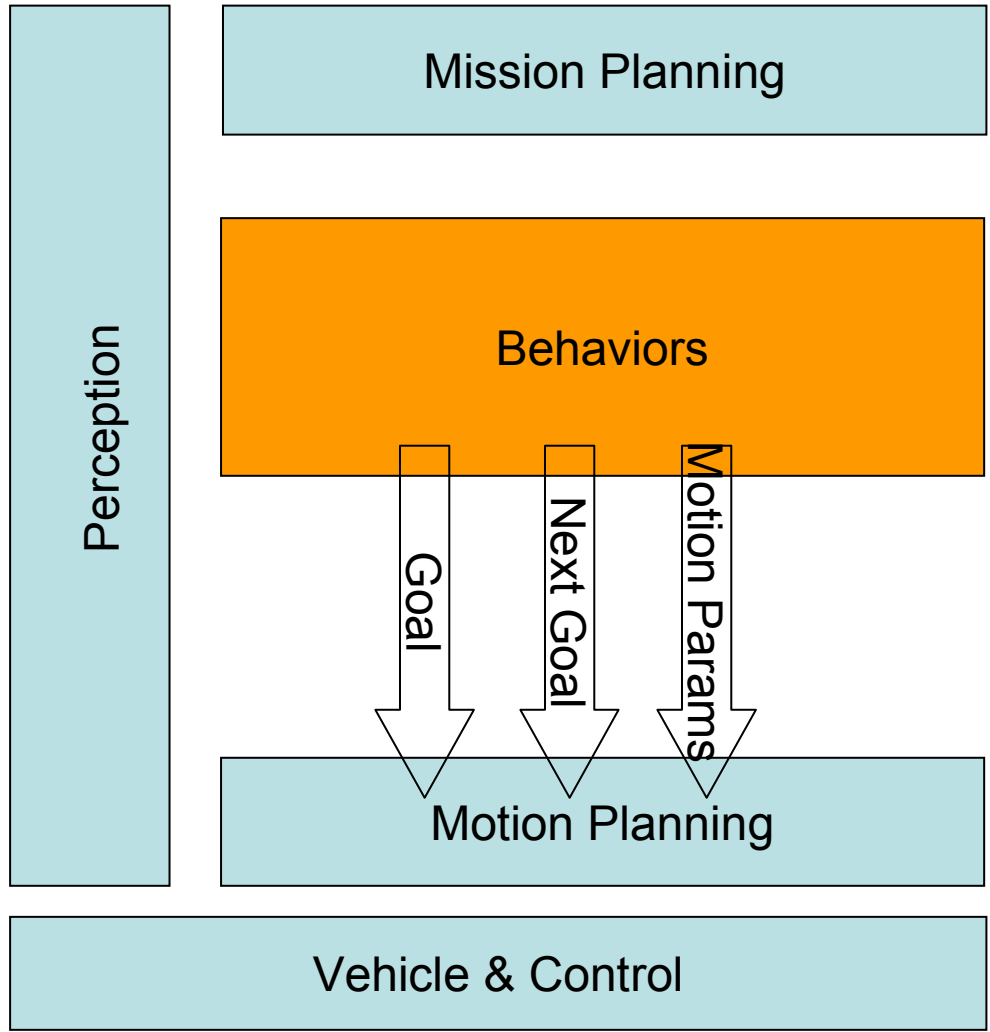 Mission Planning
Perception
Behaviors
Goal
Next Goal
Motion Params
Motion Planning
Vehicle & Control